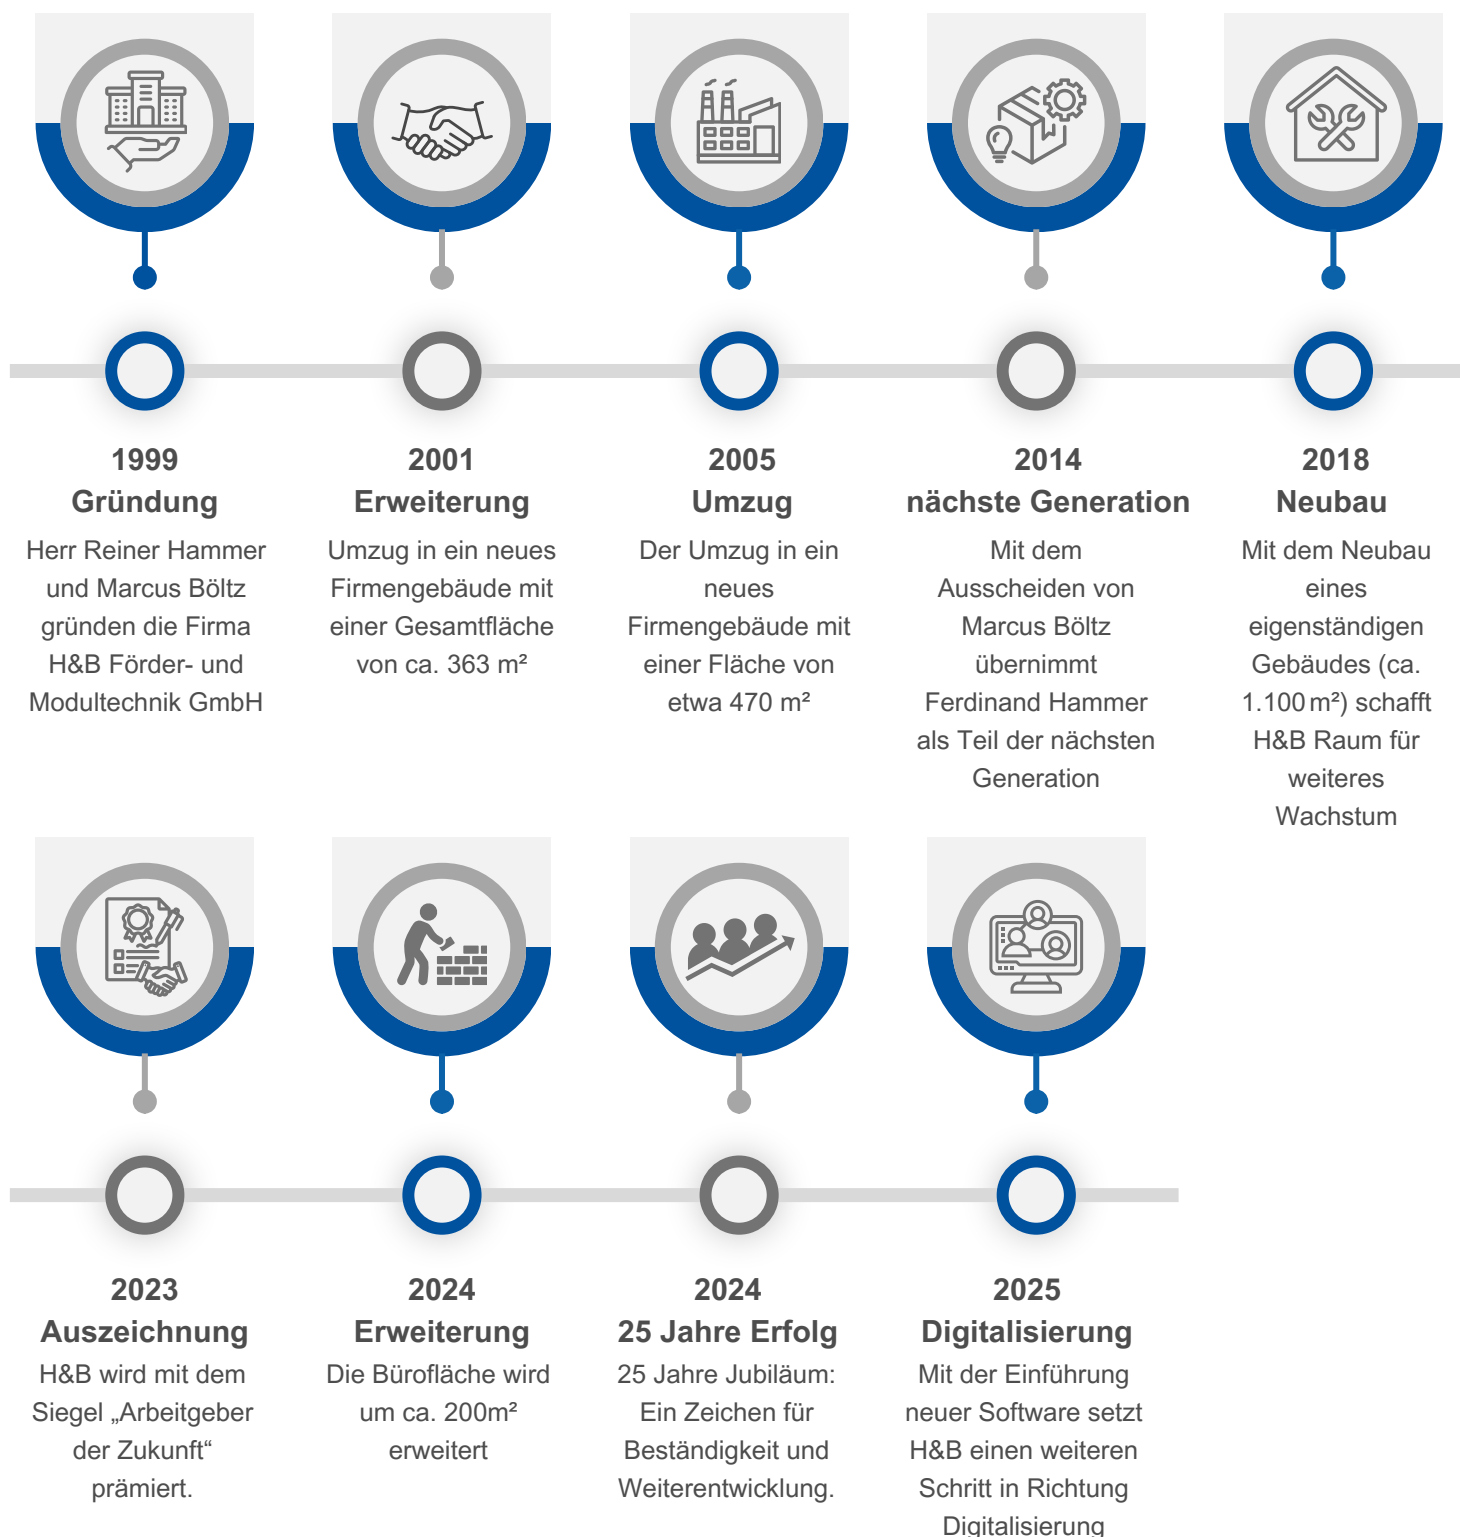 1999
Gründung
Herr Reiner Hammer
und Marcus Böltz
gründen die Firma
H&B Förder- und
Modultechnik GmbH
2001
Erweiterung
Umzug in ein neues
Firmengebäude mit
einer Gesamtfläche
von ca. 363 m²
2005
Umzug
Der Umzug in ein
neues
Firmengebäude mit
einer Fläche von
etwa 470 m²
2014
nächste Generation
Mit dem
Ausscheiden von
Marcus Böltz
übernimmt
Ferdinand Hammer
als Teil der nächsten
Generation
2018
Neubau
Mit dem Neubau
eines
eigenständigen
Gebäudes (ca.
1.100 m²) schafft
H&B Raum für
weiteres
Wachstum
2023
Auszeichnung
H&B wird mit dem
Siegel „Arbeitgeber
der Zukunft“
prämiert.
2024
Erweiterung
Die Bürofläche wird
um ca. 200m²
erweitert
2024
25 Jahre Erfolg
25 Jahre Jubiläum:
Ein Zeichen für
Beständigkeit und
Weiterentwicklung.
2025
Digitalisierung
Mit der Einführung
neuer Software setzt
H&B einen weiteren
Schritt in Richtung
Digitalisierung